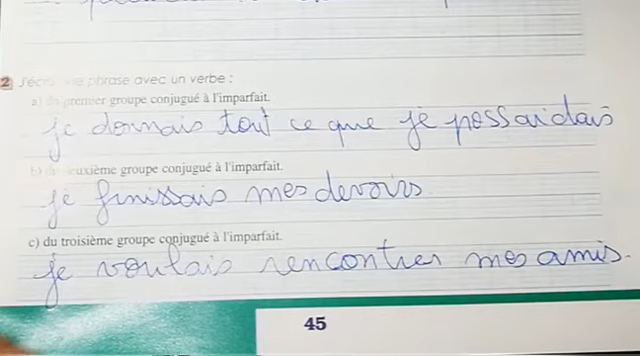 2 J'écris une phrase avec un verbe :
a) du premier groupe conjugué à l'imparfait.
je donnais tout ce que je possaidais
b) du deuxième groupe conjugué à l'imparfait.
je finissais mes devoirs.
c) du troisième groupe conjugué à l'imparfait.
je voulais rencontrer mes amis.
45